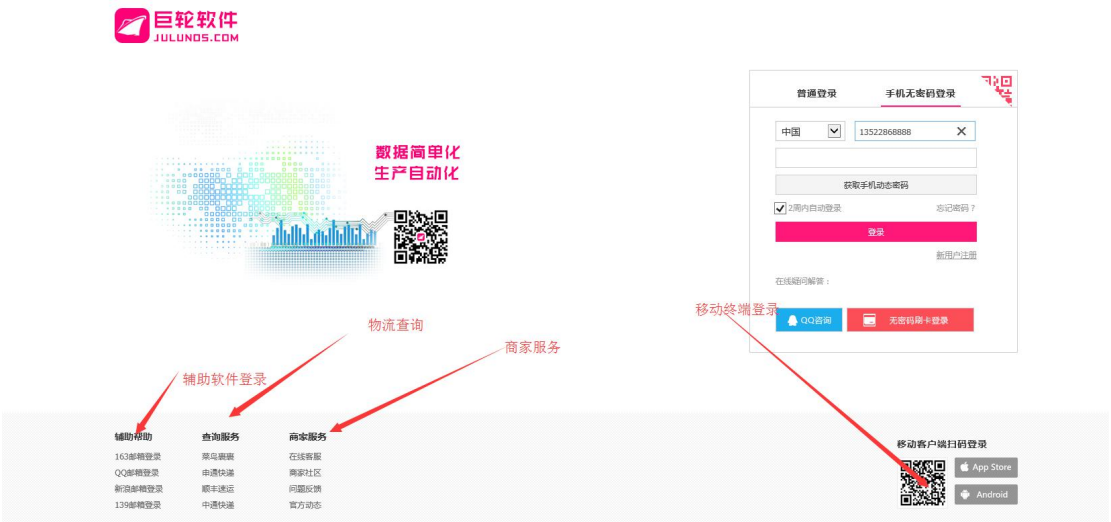 巨轮软件
JULUNOS.COM
普通登录
手机无密码登录
中国
13522868888
数据简单化
生产自动化
获取手机动态密码
2周内自动登录
忘记密码？
登录
新用户注册
在线疑问解答：
QQ咨询
无密码刷卡登录
移动终端登录
物流查询
商家服务
辅助软件登录
辅助帮助
163邮箱登录
QQ邮箱登录
新浪邮箱登录
139邮箱登录
查询服务
菜鸟裹裹
申通快递
顺丰速运
中通快递
商家服务
在线客服
商家社区
问题反馈
官方动态
移动客户端扫码登录
App Store
Android